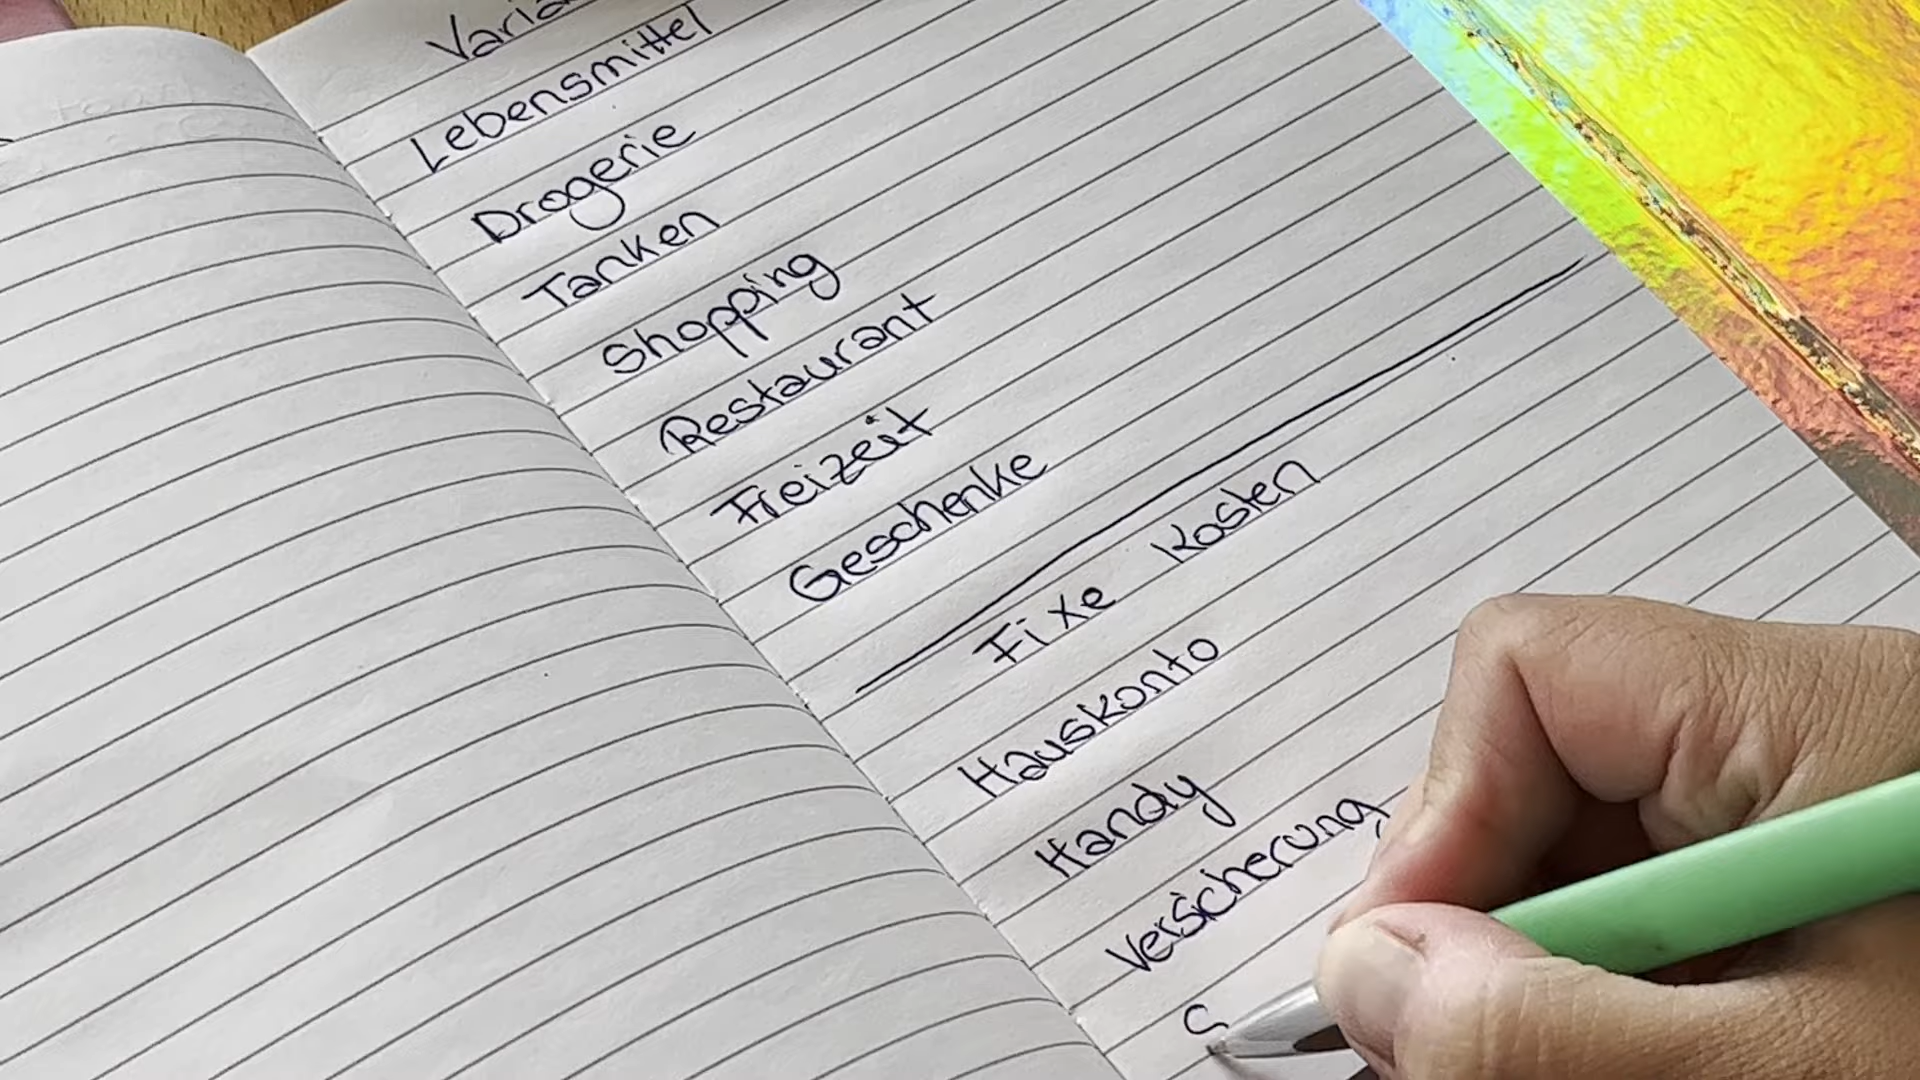 Lebensmittel
Drogerie
Tanken
Shopping
Restaurant
Freizeit
Geschenke
Fixe Kosten
Hauskonto
Handy
Versicherung
S